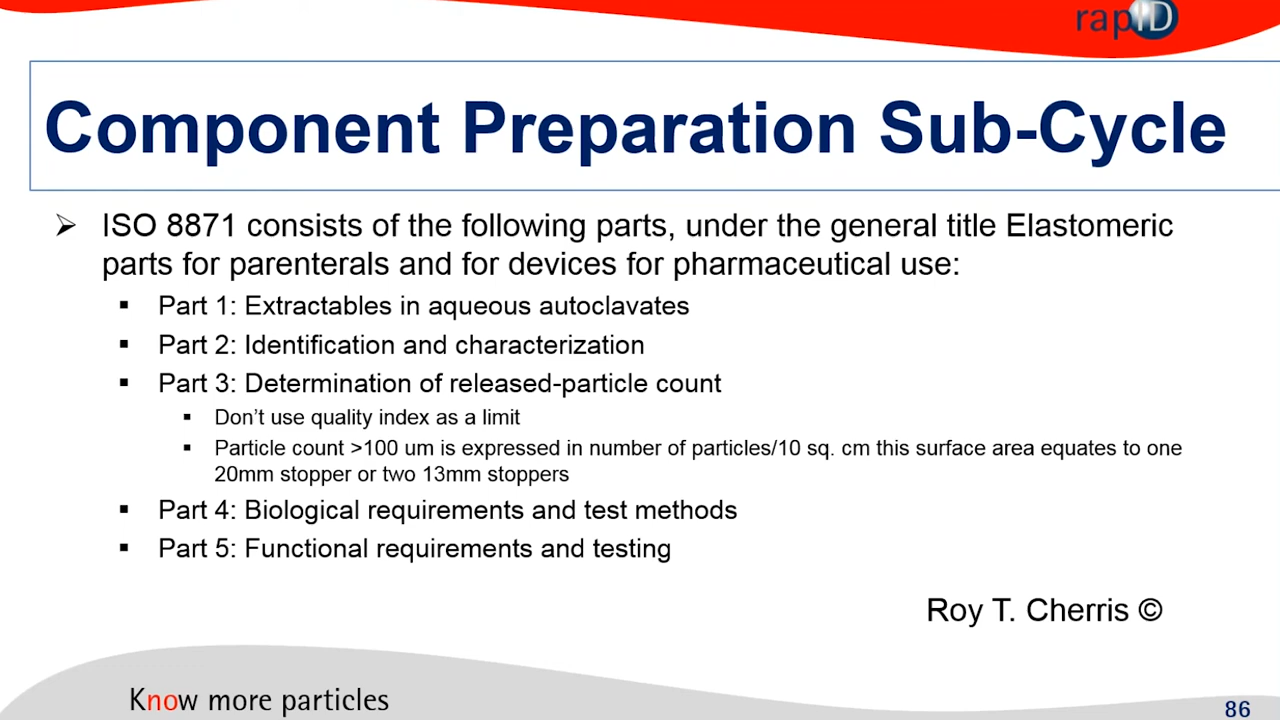 rapID
Component Preparation Sub-Cycle
➢ ISO 8871 consists of the following parts, under the general title Elastomeric
parts for parenterals and for devices for pharmaceutical use:
▪ Part 1: Extractables in aqueous autoclavates
▪ Part 2: Identification and characterization
▪ Part 3: Determination of released-particle count
▪ Don’t use quality index as a limit
▪ Particle count >100 um is expressed in number of particles/10 sq. cm this surface area equates to one
20mm stopper or two 13mm stoppers
▪ Part 4: Biological requirements and test methods
▪ Part 5: Functional requirements and testing
Roy T. Cherris ©
Know more particles
86